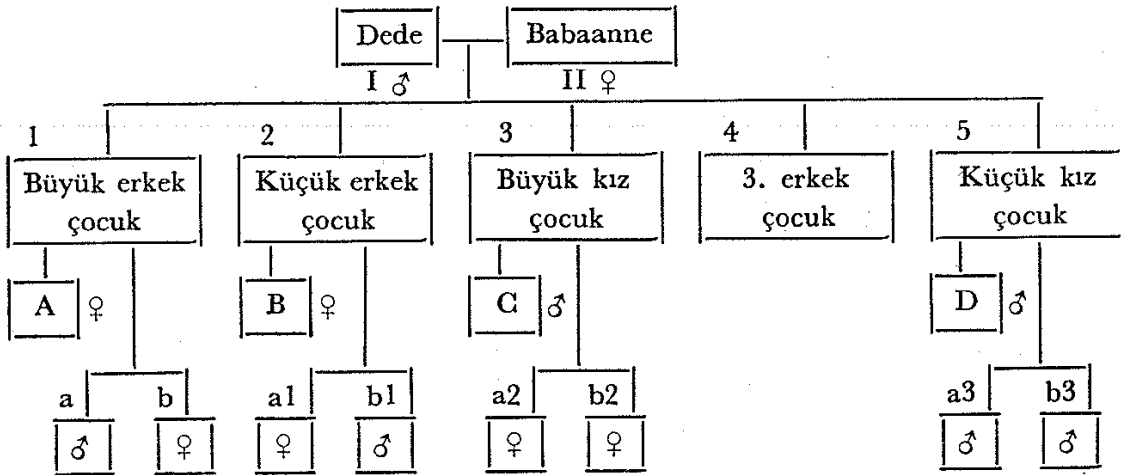 Dede Babaanne
I ♂ II ♀
1 2 3 4 5
Büyük erkek Küçük erkek Büyük kız 3. erkek Küçük kız
çocuk çocuk çocuk çocuk çocuk
A ♀ B ♀ C ♂ D ♂
a b a1 b1 a2 b2 a3 b3
♂ ♀ ♀ ♂ ♀ ♀ ♂ ♂